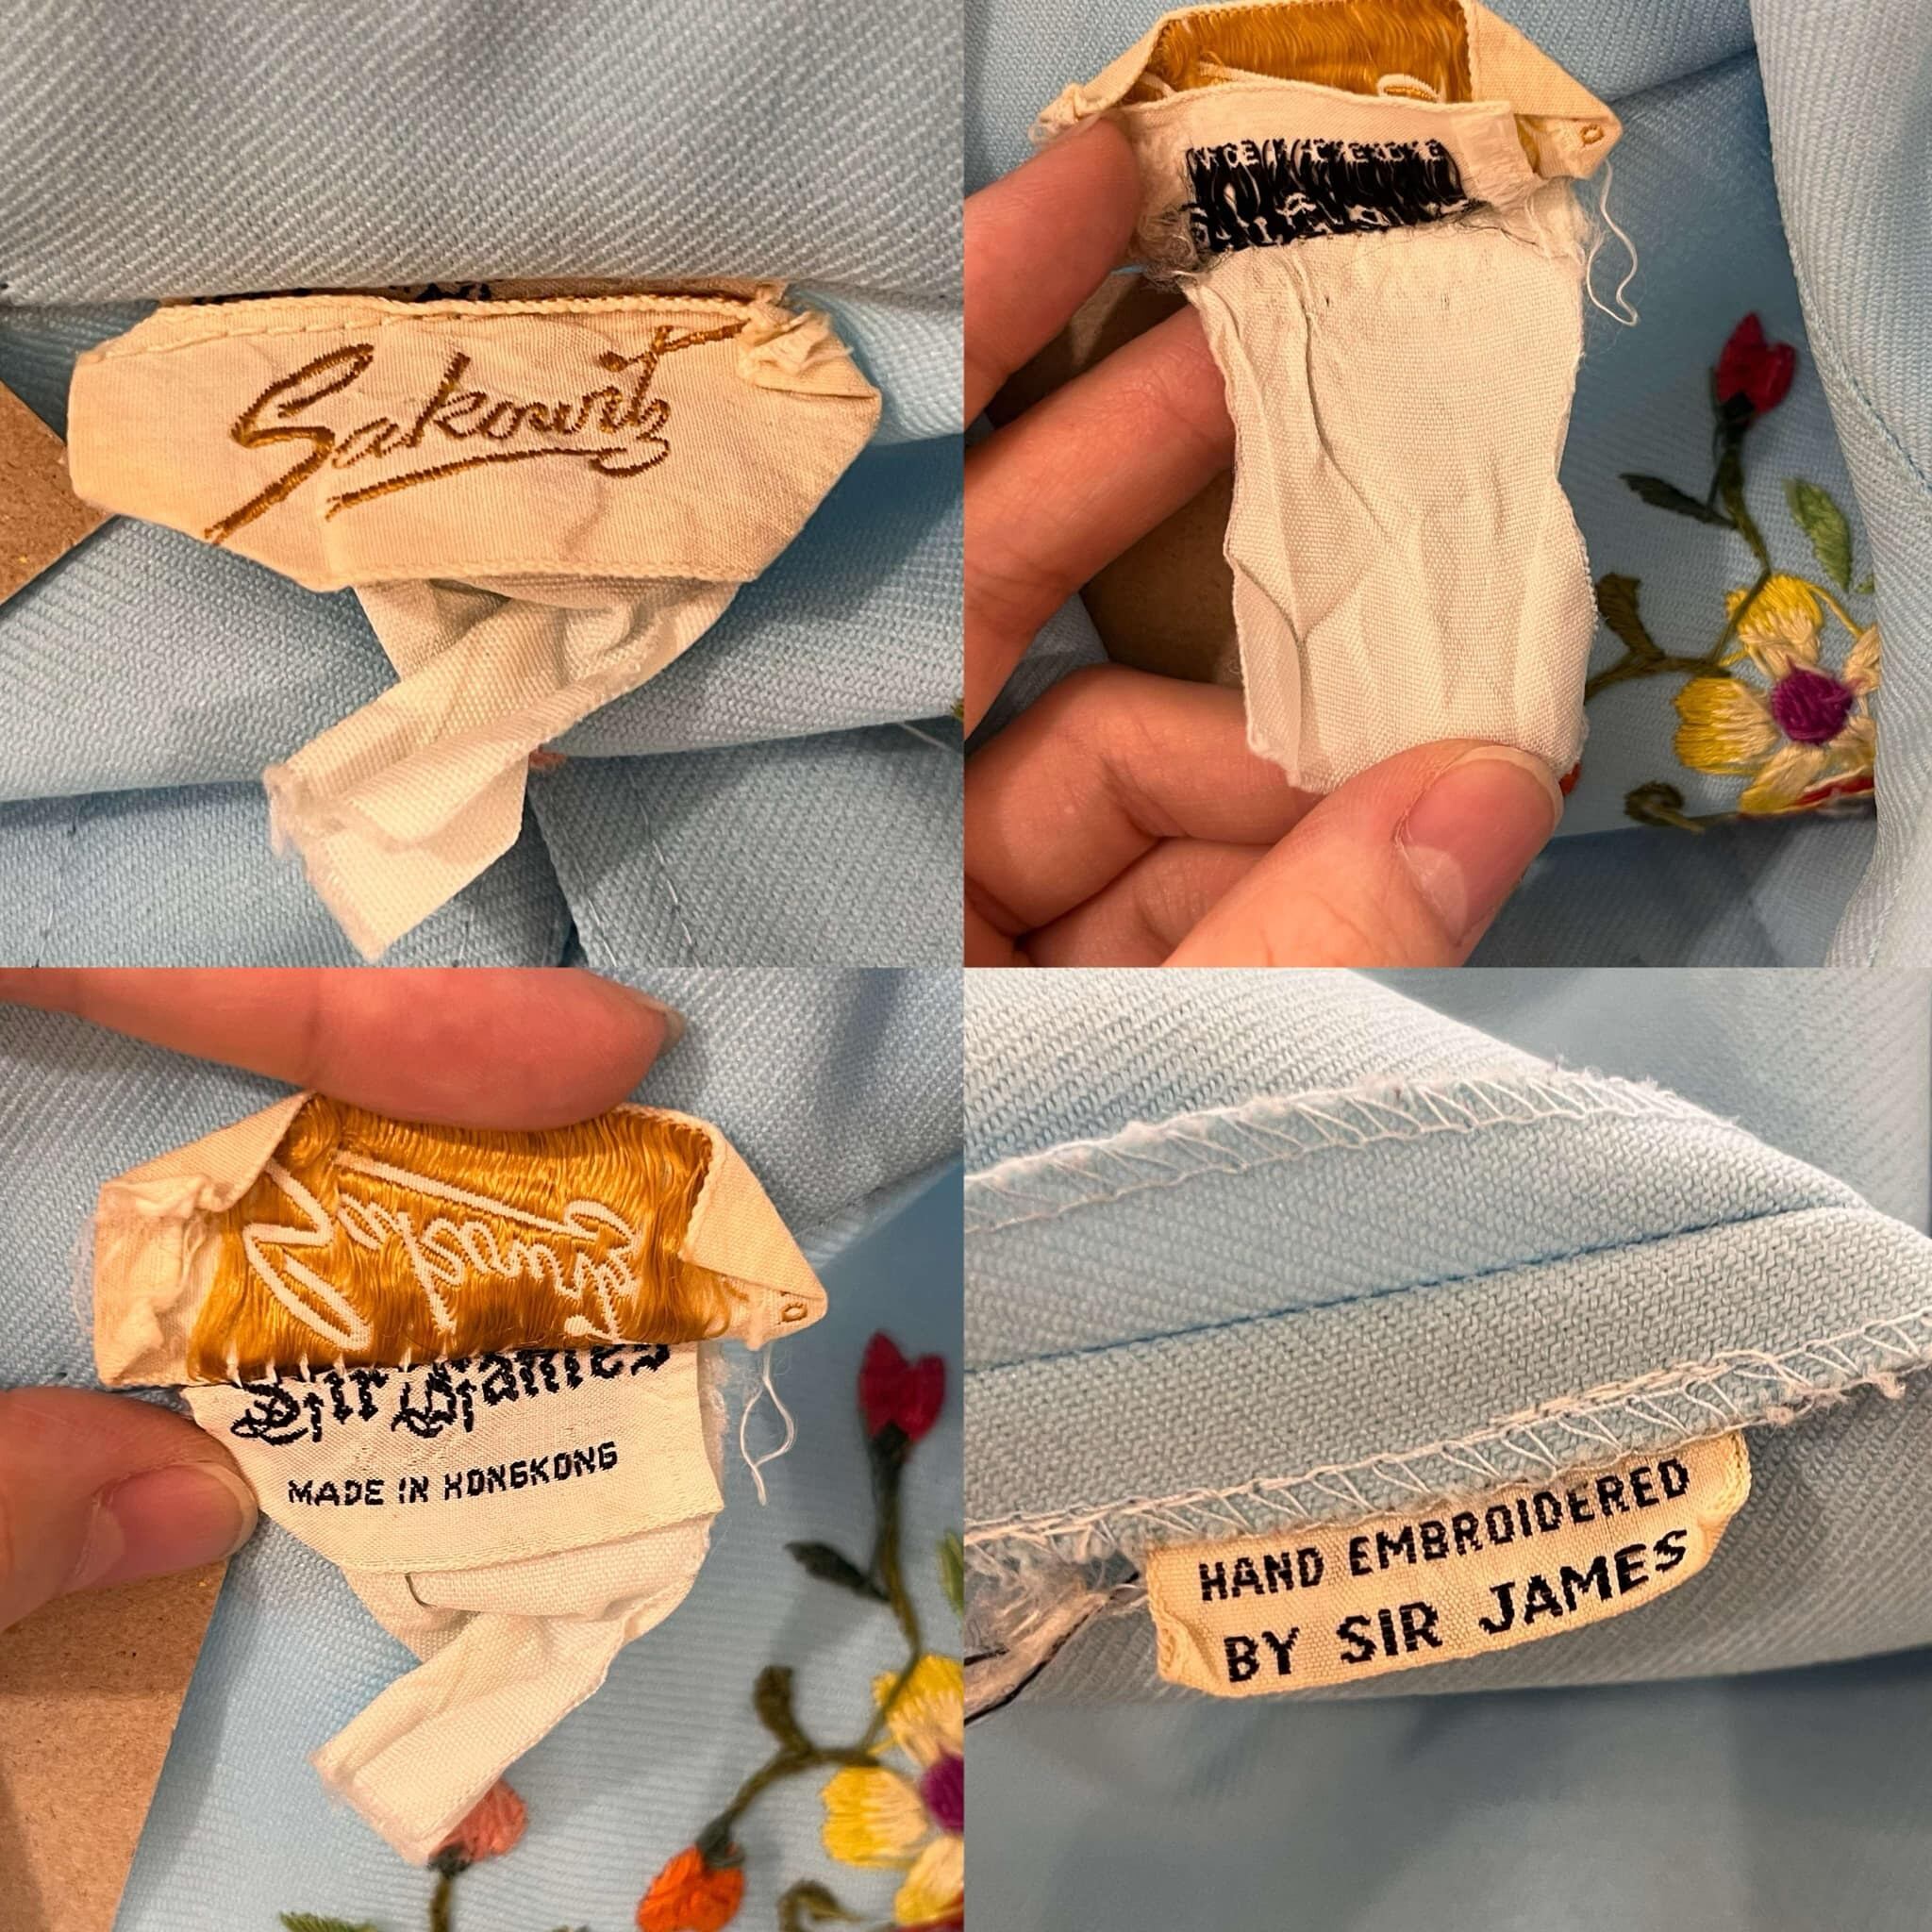 Sakowitz
Sir James
MADE IN HONGKONG
HAND EMBROIDERED
BY SIR JAMES